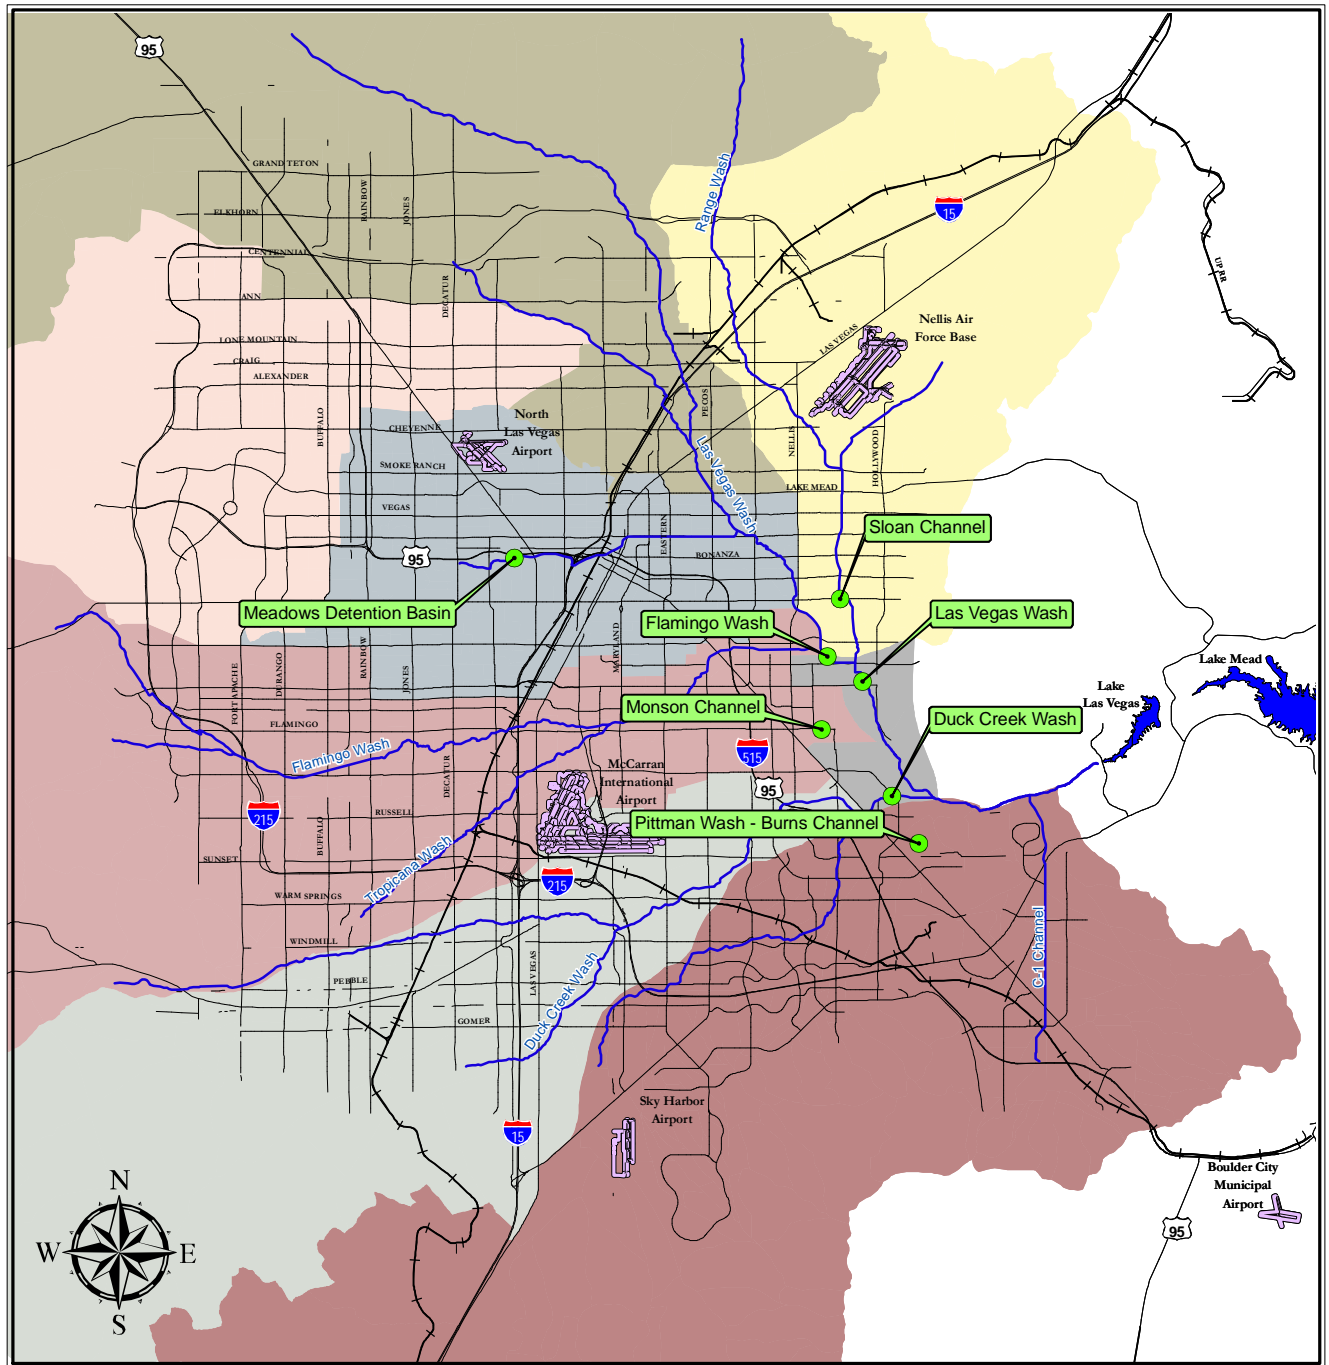 95
GRAND TETON
RAINBOW
JONES
ELKHORN
CENTENNIAL
ANN
DECATUR
LONE MOUNTAIN
CRAIG
ALEXANDER
Range Wash
15
UPRR
Nellis Air
Force Base
LAS VEGAS
PECOS
BUFFALO
CHEYENNE
North
Las Vegas
Airport
SMOKE RANCH
VEGAS
NELLIS
HOLLYWOOD
LAKE MEAD
Las Vegas Wash
EASTERN
BONANZA
95
Sloan Channel
Meadows Detention Basin
Flamingo Wash
Las Vegas Wash
MARYLAND
FORT APACHE
DURANGO
RAINBOW
JONES
Lake Mead
Lake
Las Vegas
Monson Channel
Duck Creek Wash
FLAMINGO
Flamingo Wash
515
95
McCarran
International
Airport
DECATUR
215
RUSSELL
BUFFALO
Pittman Wash - Burns Channel
SUNSET
Tropicana Wash
215
WARM SPRINGS
WINDMILL
PEBBLE
LAS VEGAS
Duck Creek Wash
C-1 Channel
GOMER
Sky Harbor
Airport
15
Boulder City
Municipal
Airport
95
N
W
E
S